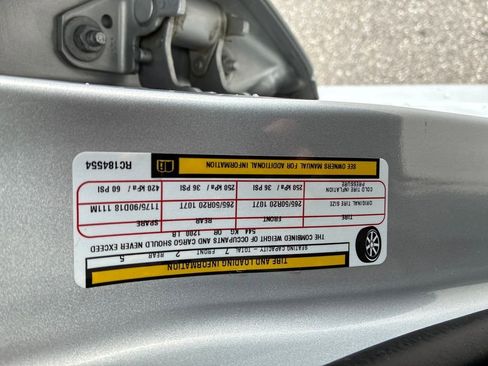 TIRE AND LOADING INFORMATION
SEATING CAPACITY - TOTAL 7 FRONT 2 REAR 5
THE COMBINED WEIGHT OF OCCUPANTS AND CARGO SHOULD NEVER EXCEED
544 KG OR 1200 LB
TIRE FRONT REAR SPARE
ORIGINAL TIRE SIZE 265/50R20 107T 265/50R20 107T T175/90D18 111M
COLD TIRE INFLATION PRESSURE 250 kPa / 36 PSI 250 kPa / 36 PSI 420 kPa / 60 PSI
SEE OWNERS MANUAL FOR ADDITIONAL INFORMATION
RC184554